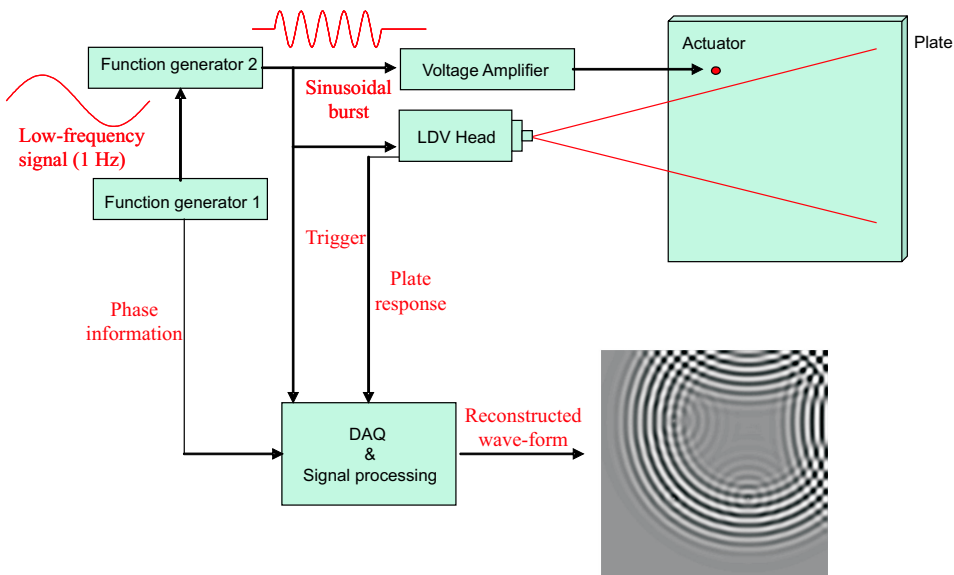 Function generator 2
Sinusoidal
burst
Voltage Amplifier
Actuator
Plate
Low-frequency
signal (1 Hz)
LDV Head
Function generator 1
Trigger
Plate
response
Phase
information
DAQ
&
Signal processing
Reconstructed
wave-form